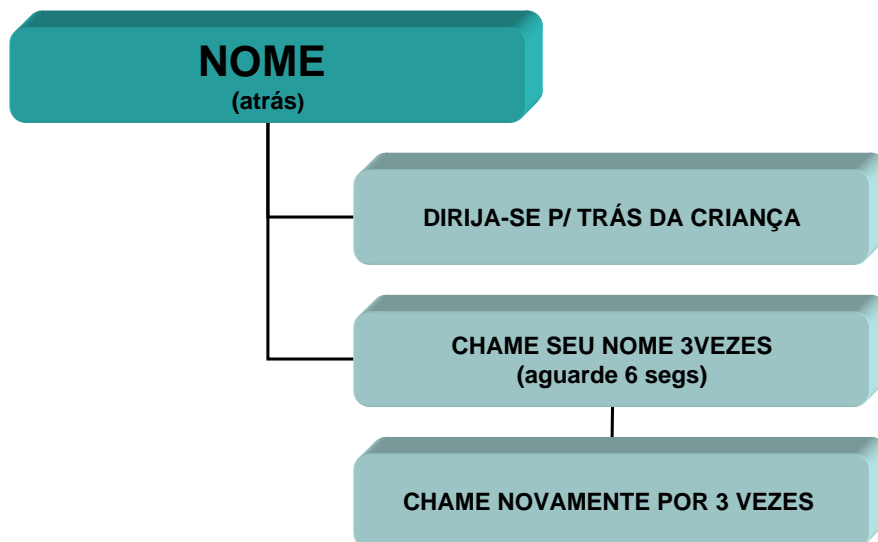 NOME
(atrás)
DIRIJA-SE P/ TRÁS DA CRIANÇA
CHAME SEU NOME 3VEZES
(aguarde 6 segs)
CHAME NOVAMENTE POR 3 VEZES